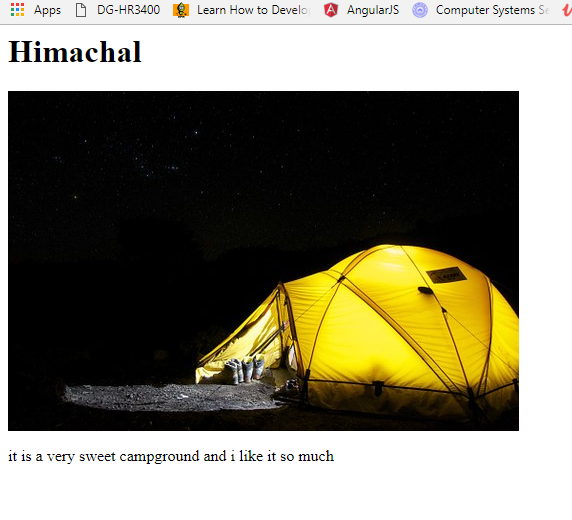 Apps DG-HR3400 Learn How to Develo AngularJS Computer Systems Se
Himachal
it is a very sweet campground and i like it so much